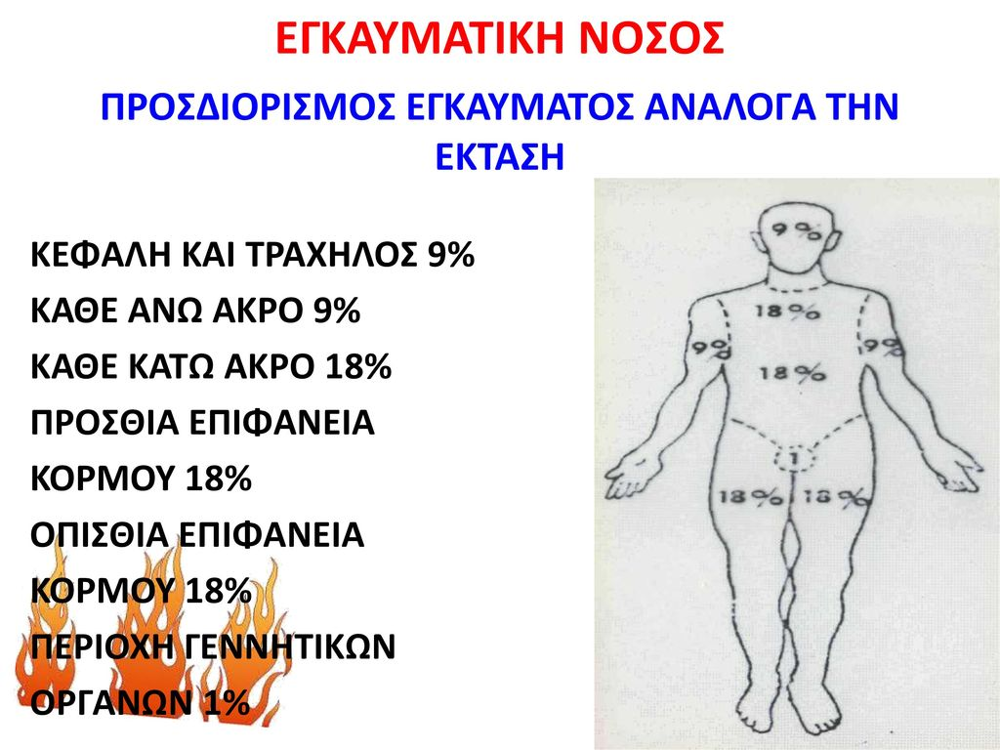 ΕΓΚΑΥΜΑΤΙΚΗ ΝΟΣΟΣ
ΠΡΟΣΔΙΟΡΙΣΜΟΣ ΕΓΚΑΥΜΑΤΟΣ ΑΝΑΛΟΓΑ ΤΗΝ
ΕΚΤΑΣΗ
ΚΕΦΑΛΗ ΚΑΙ ΤΡΑΧΗΛΟΣ 9%
ΚΑΘΕ ΑΝΩ ΑΚΡΟ 9%
ΚΑΘΕ ΚΑΤΩ ΑΚΡΟ 18%
ΠΡΟΣΘΙΑ ΕΠΙΦΑΝΕΙΑ
ΚΟΡΜΟΥ 18%
ΟΠΙΣΘΙΑ ΕΠΙΦΑΝΕΙΑ
ΚΟΡΜΟΥ 18%
ΠΕΡΙΟΧΗ ΓΕΝΝΗΤΙΚΩΝ
ΟΡΓΑΝΩΝ 1%
9%
18%
9% 9%
18%
1
18% 18%